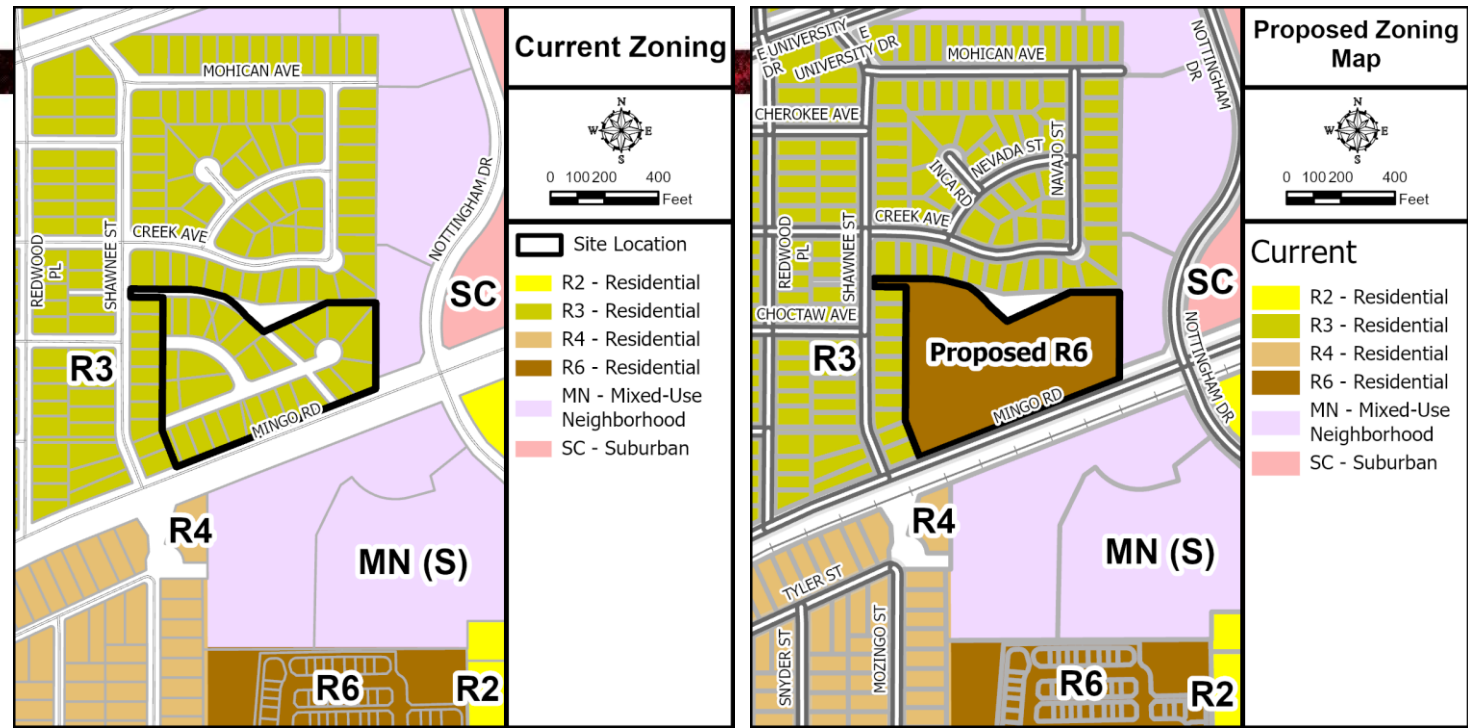 Current Zoning
N
W E
S
0 100 200 400
Feet
Site Location
R2 - Residential
R3 - Residential
R4 - Residential
R6 - Residential
MN - Mixed-Use
Neighborhood
SC - Suburban
MOHICAN AVE
NOTTINGHAM DR
CREEK AVE
REDWOOD
PL
SHAWNEE ST
SC
R3
MINGO RD
R4
MN (S)
R6
R2
Proposed Zoning
Map
N
W E
S
0 100 200 400
Feet
Current
R2 - Residential
R3 - Residential
R4 - Residential
R6 - Residential
MN - Mixed-Use
Neighborhood
SC - Suburban
E UNIVERSITY
DR
E
UNIVERSITY DR
MOHICAN AVE
NOTTINGHAM
DR
CHEROKEE AVE
NEVADA ST
INCA RD
NAVAJO ST
CREEK AVE
REDWOOD
PL
SHAWNEE ST
SC
CHOCTAW AVE
R3
Proposed R6
MINGO RD
NOTTINGHAM DR
R4
MN (S)
TYLER ST
SNYDER ST
MOZINGO ST
R6
R2